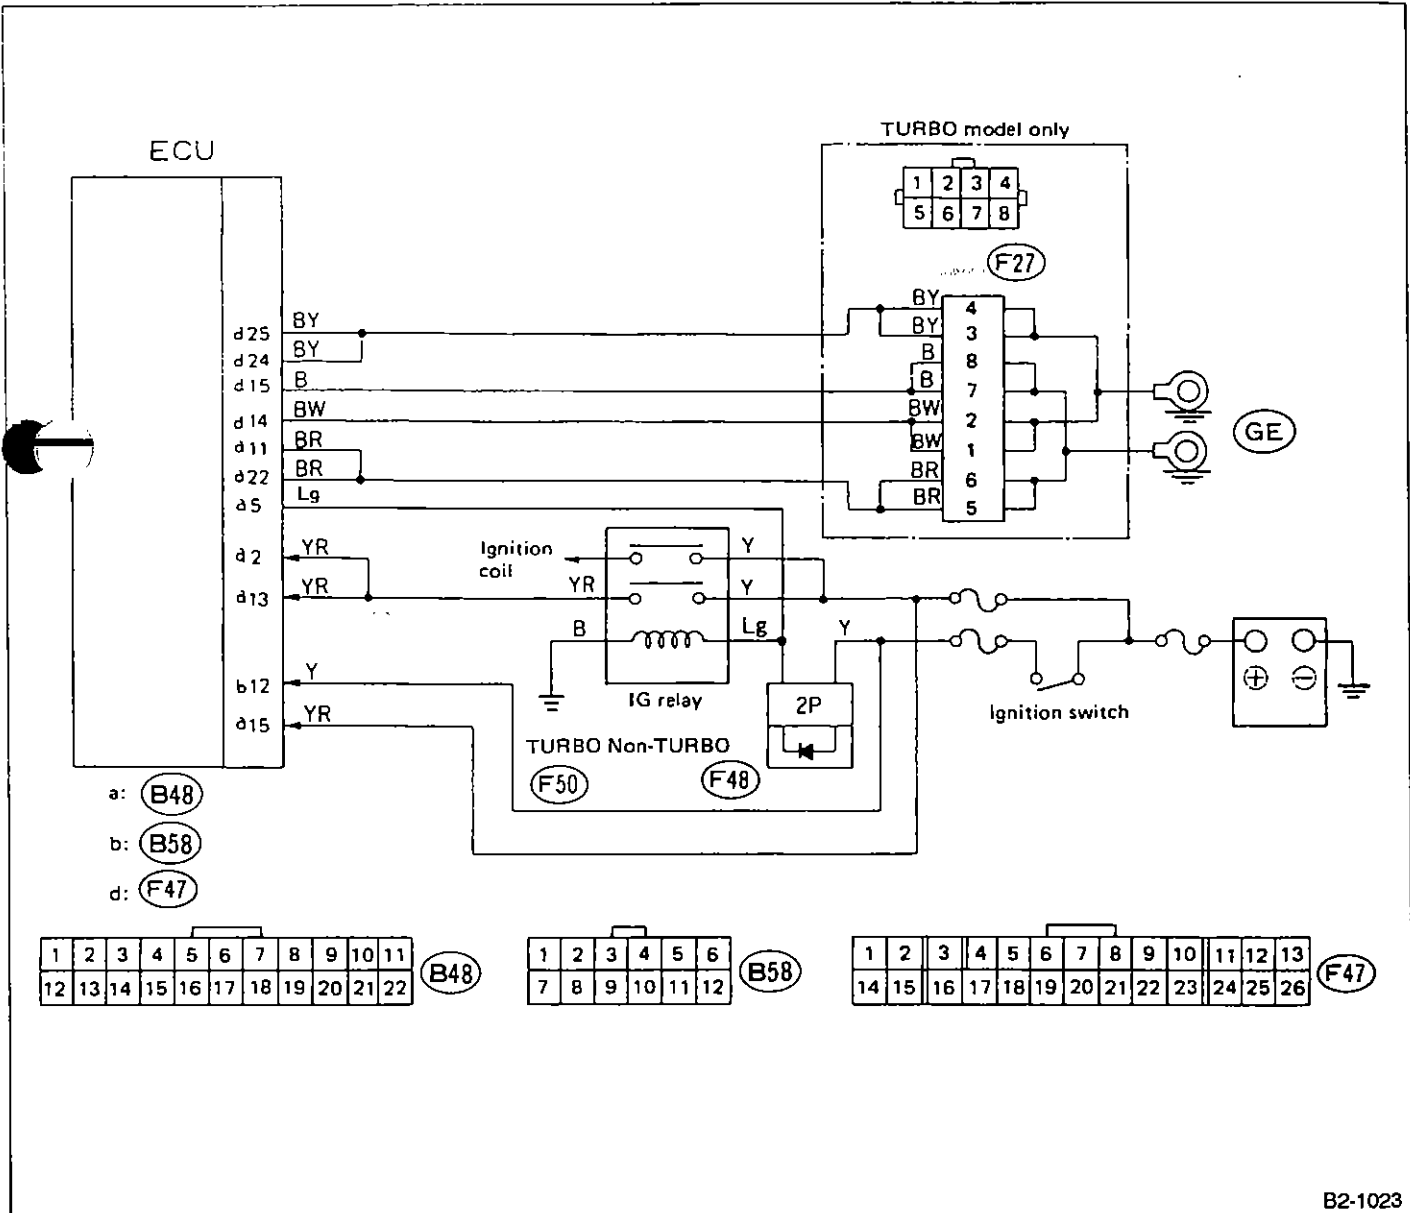 TURBO model only
ECU
1 2 3 4
5 6 7 8
F27
d25 BY BY 4
d24 BY BY 3
B 8
d15 B B 7
d14 BW BW 2
GE
d11 BR BW 1
d22 BR BR 6
a5 Lg BR 5
Ignition coil
Y
d2 YR
d13 YR YR Y
B Lg Y
b12 Y
IG relay
2P
+ −
a15 YR
Ignition switch
TURBO Non-TURBO
F50 F48
a: B48
b: B58
d: F47
1 2 3 4 5 6 7 8 9 10 11
12 13 14 15 16 17 18 19 20 21 22
B48
1 2 3 4 5 6
7 8 9 10 11 12
B58
1 2 3 4 5 6 7 8 9 10 11 12 13
14 15 16 17 18 19 20 21 22 23 24 25 26
F47
B2-1023